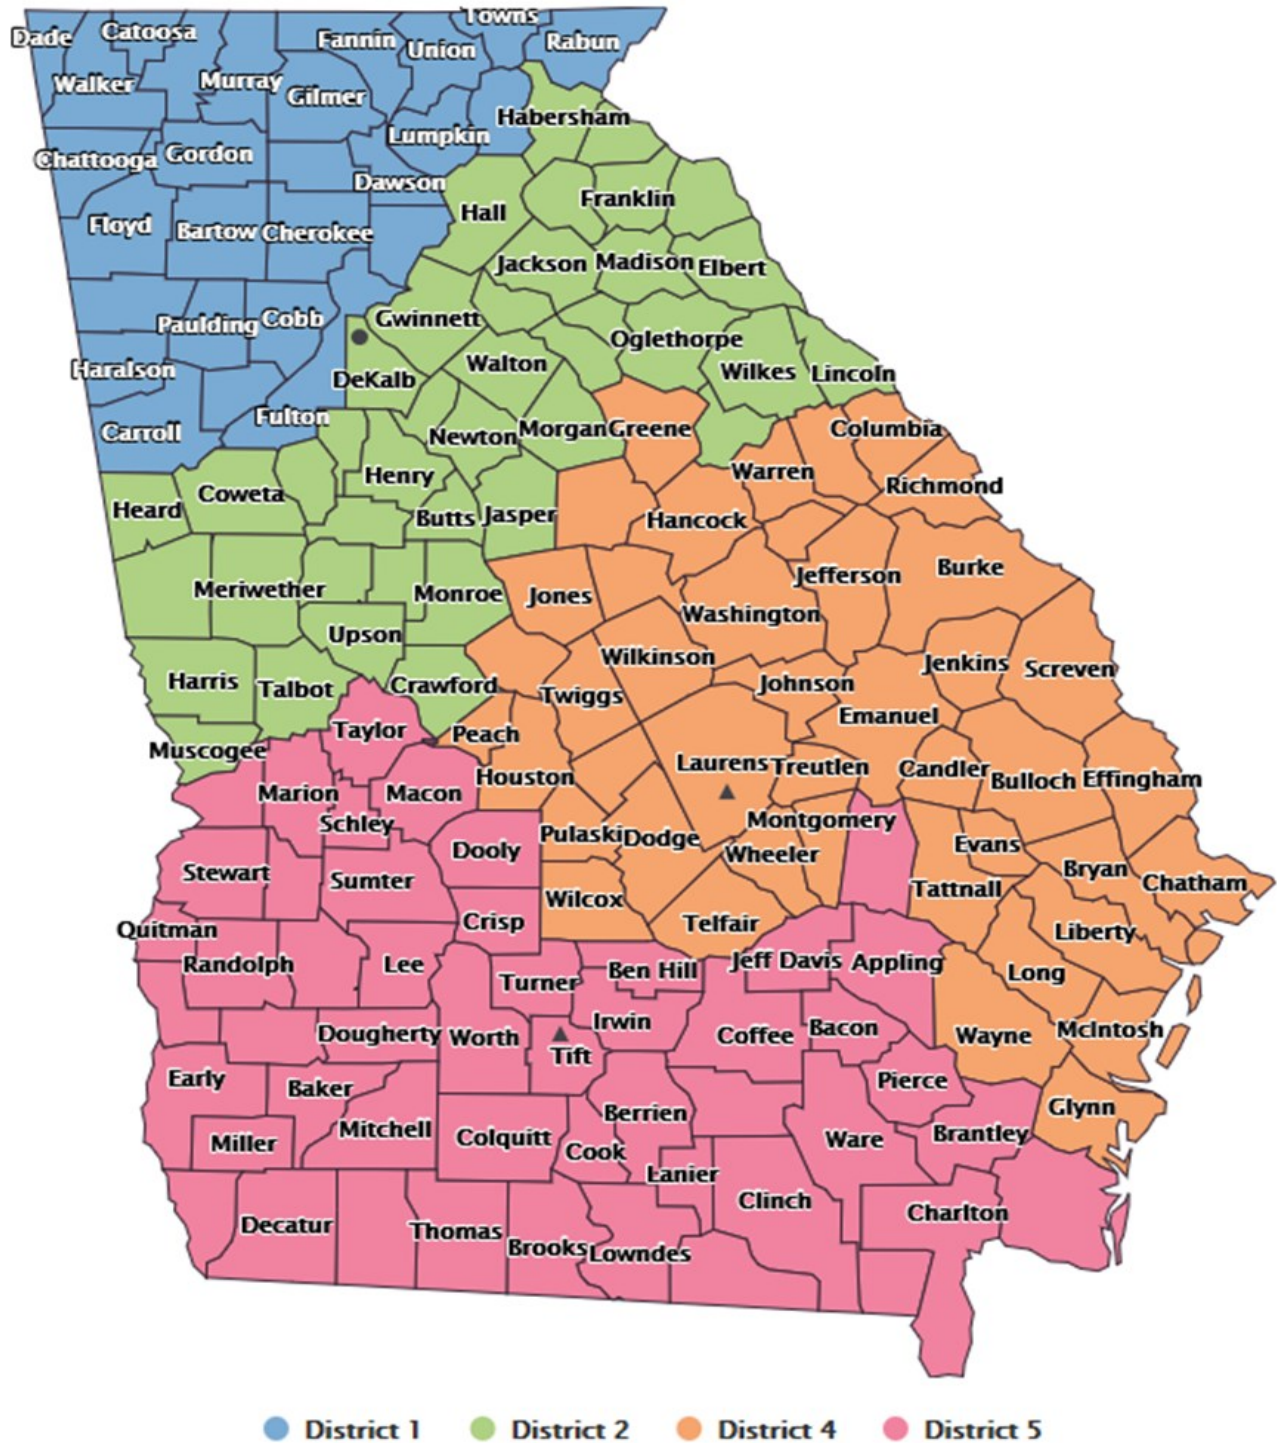 Towns
Dade
Catoosa
Fannin
Union
Rabun
Walker
Murray
Gilmer
Habersham
Lumpkin
Chattooga
Gordon
Dawson
Hall
Franklin
Floyd
Bartow
Cherokee
Jackson
Madison
Elbert
Paulding
Cobb
Gwinnett
Oglethorpe
Haralson
DeKalb
Walton
Wilkes
Lincoln
Carroll
Fulton
Newton
Morgan
Greene
Columbia
Henry
Warren
Richmond
Heard
Coweta
Butts
Jasper
Hancock
Meriwether
Monroe
Jones
Jefferson
Burke
Washington
Upson
Wilkinson
Jenkins
Screven
Harris
Talbot
Crawford
Twiggs
Johnson
Emanuel
Taylor
Peach
Muscogee
Laurens
Treutlen
Candler
Bulloch
Effingham
Houston
Marion
Macon
Schley
Montgomery
Dooly
Pulaski
Dodge
Wheeler
Evans
Bryan
Chatham
Stewart
Sumter
Wilcox
Tattnall
Quitman
Crisp
Telfair
Liberty
Randolph
Lee
Turner
Ben Hill
Jeff Davis
Appling
Long
Dougherty
Worth
Irwin
Tift
Coffee
Bacon
Wayne
McIntosh
Early
Baker
Pierce
Glynn
Miller
Mitchell
Colquitt
Berrien
Cook
Ware
Brantley
Lanier
Clinch
Charlton
Decatur
Thomas
Brooks
Lowndes
District 1
District 2
District 4
District 5